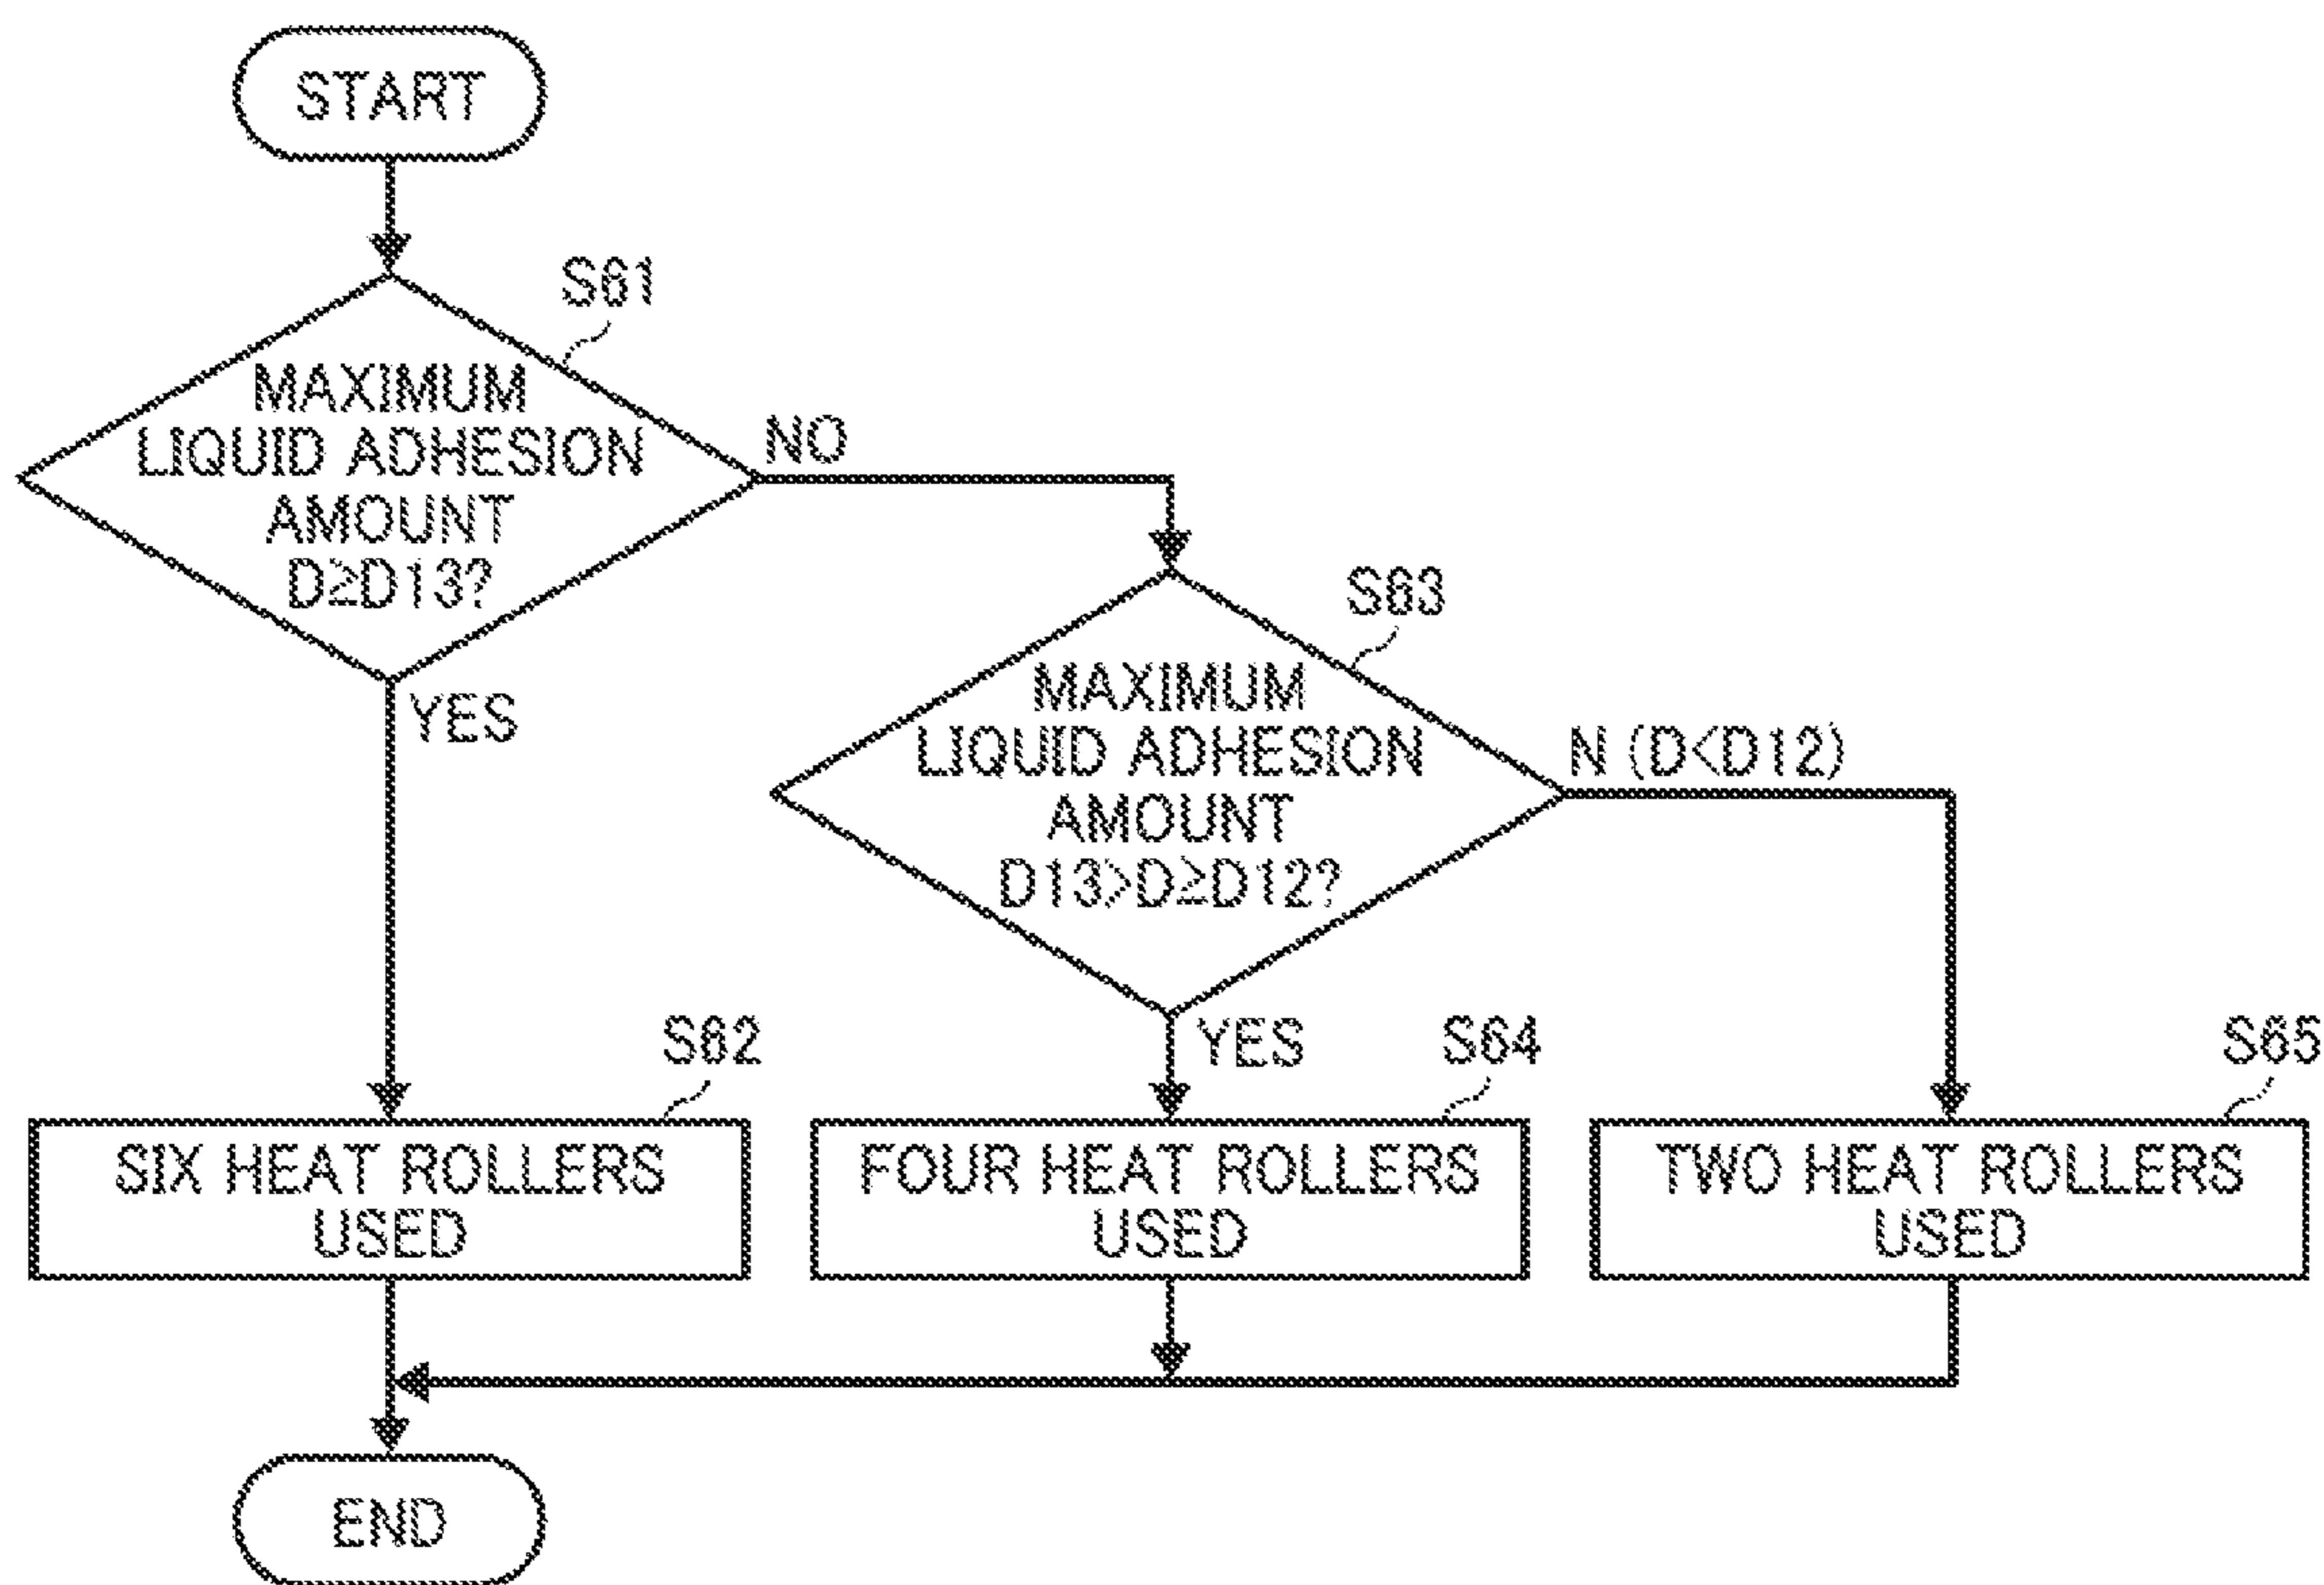 START
S61
MAXIMUM
LIQUID ADHESION
AMOUNT
D≥D13?
NO
YES
S63
MAXIMUM
LIQUID ADHESION
AMOUNT
D13>D≥D12?
N (D<D12)
YES
S62
SIX HEAT ROLLERS
USED
S64
FOUR HEAT ROLLERS
USED
S65
TWO HEAT ROLLERS
USED
END